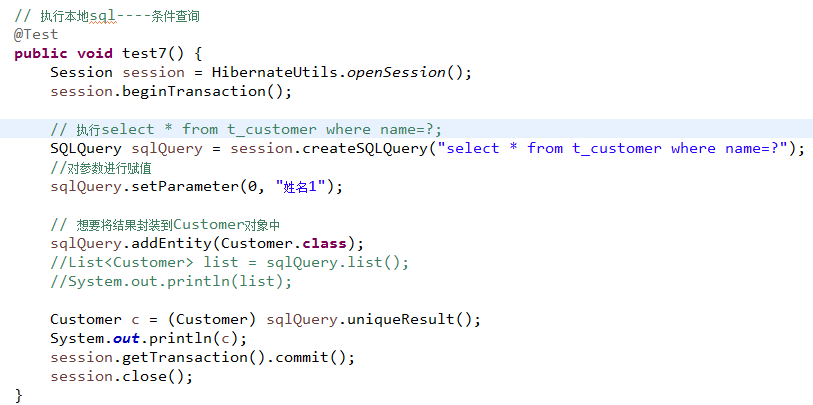 // 执行本地sql----条件查询
@Test
public void test7() {
    Session session = HibernateUtils.openSession();
    session.beginTransaction();

    // 执行select * from t_customer where name=?;
    SQLQuery sqlQuery = session.createSQLQuery("select * from t_customer where name=?");
    //对参数进行赋值
    sqlQuery.setParameter(0, "姓名1");

    // 想要将结果封装到Customer对象中
    sqlQuery.addEntity(Customer.class);
    //List<Customer> list = sqlQuery.list();
    //System.out.println(list);

    Customer c = (Customer) sqlQuery.uniqueResult();
    System.out.println(c);
    session.getTransaction().commit();
    session.close();
}